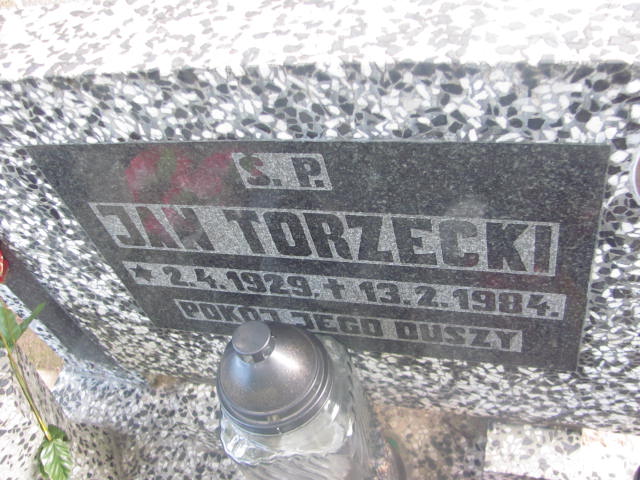 S. P.
JAN TORZECKI
★ 2.4.1929. ✝ 13.2.1984.
POKÓJ JEGO DUSZY